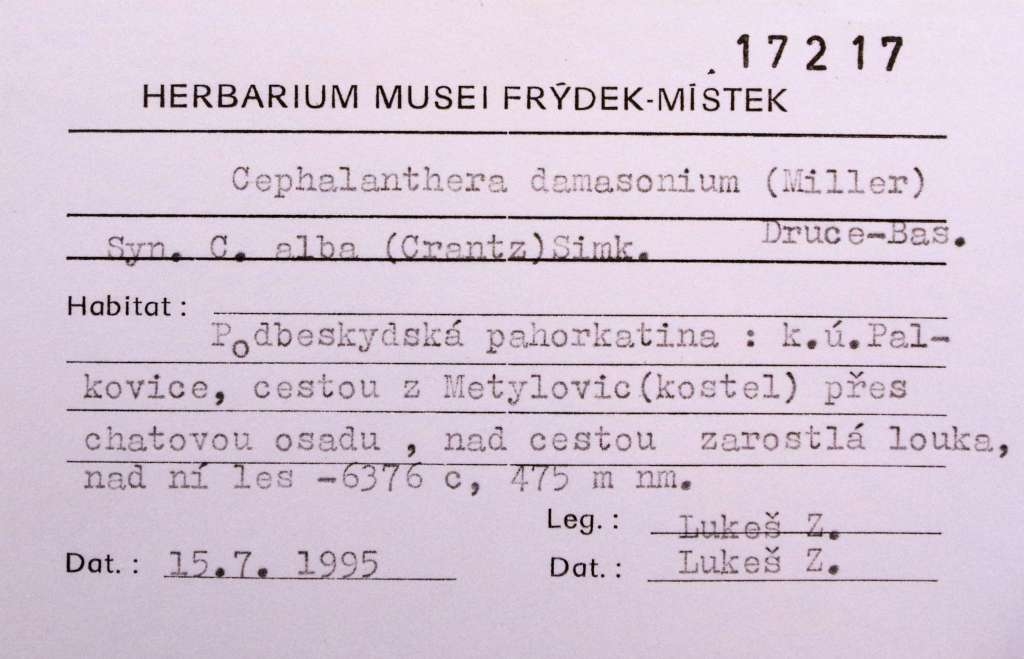 17217
HERBARIUM MUSEI FRÝDEK-MÍSTEK
Cephalanthera damasonium (Miller)
Druce-Bas.
Syn. C. alba (Crantz)Simk.
Habitat :
Podbeskydská pahorkatina : k.ú.Pal-
kovice, cestou z Metylovic(kostel) přes
chatovou osadu , nad cestou zarostlá louka,
nad ní les -6376 c, 475 m nm.
Leg. : Lukeš Z.
Dat. : 15.7. 1995
Dat. : Lukeš Z.